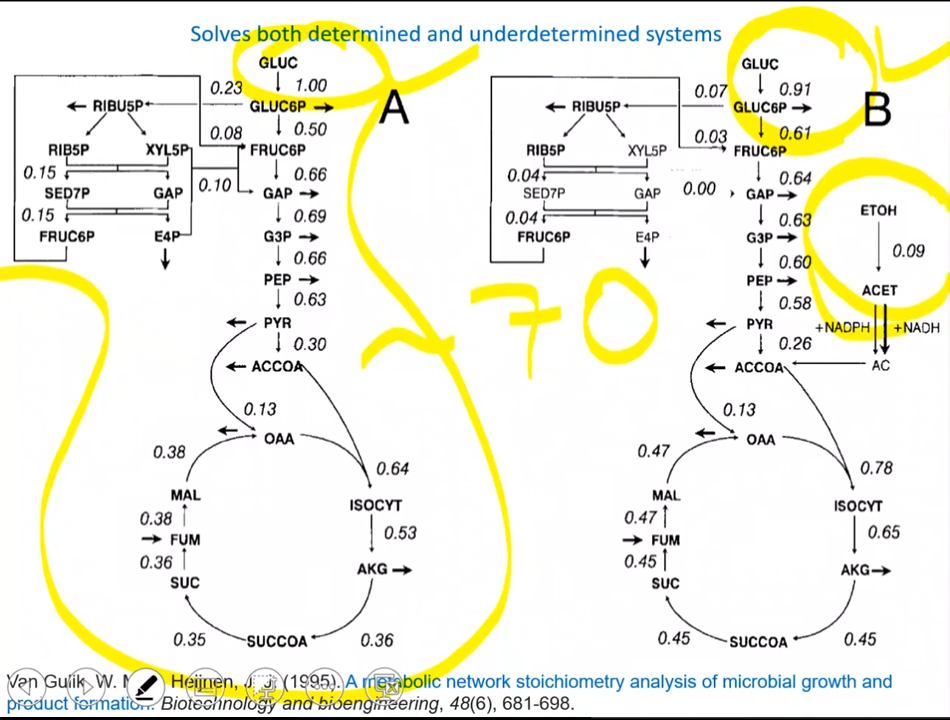 Solves both determined and underdetermined systems
A
GLUC
1.00
0.23
RIBU5P
GLUC6P
0.50
0.08
RIB5P
XYL5P
FRUC6P
0.15
0.66
0.10
SED7P
GAP
GAP
0.15
0.69
FRUC6P
E4P
G3P
0.66
PEP
0.63
PYR
0.30
ACCOA
0.13
OAA
0.38
0.64
MAL
ISOCYT
0.38
0.53
FUM
0.36
AKG
SUC
0.35
SUCCOA
0.36
B
GLUC
0.91
0.07
RIBU5P
GLUC6P
0.61
0.03
RIB5P
XYL5P
FRUC6P
0.04
0.64
0.00
SED7P
GAP
GAP
0.04
0.63
FRUC6P
E4P
G3P
0.60
PEP
0.58
PYR
0.26
ACCOA
ETOH
0.09
ACET
+NADPH
+NADH
AC
0.13
OAA
0.47
0.78
MAL
ISOCYT
0.47
0.65
FUM
0.45
AKG
SUC
0.45
SUCCOA
0.45
70
Van Gulik, W. Heijnen, (1995). A metabolic network stoichiometry analysis of microbial growth and
product formation. Biotechnology and bioengineering, 48(6), 681-698.